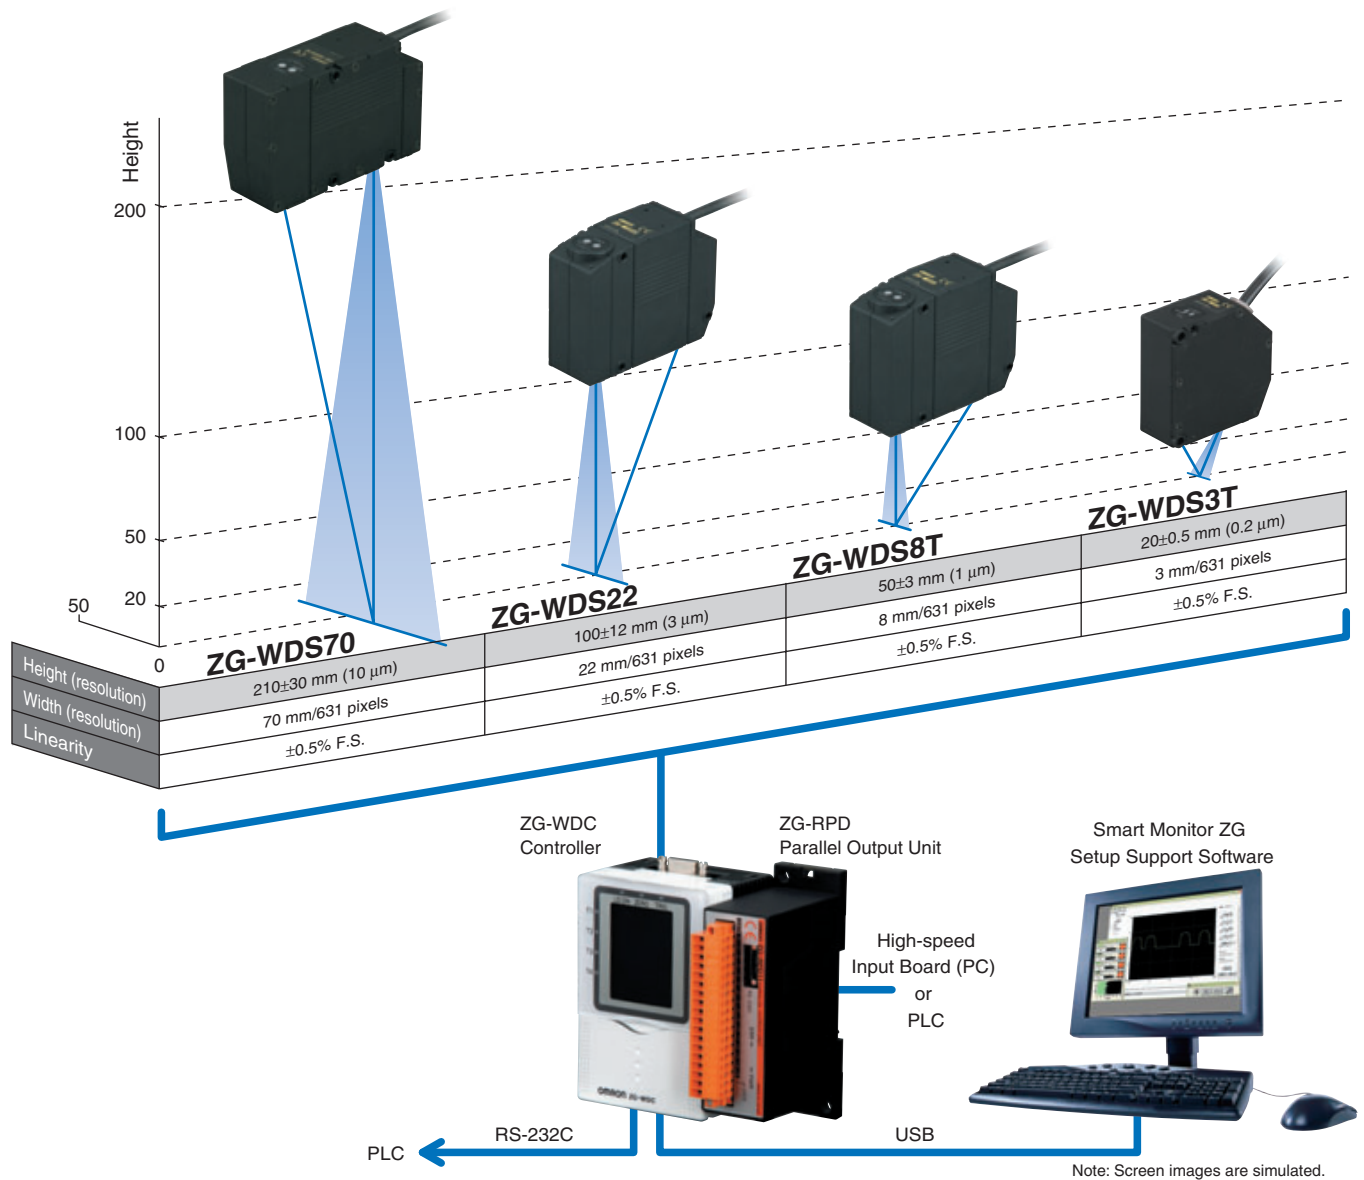 Height
200
100
50
20
50
0
ZG-WDS70
ZG-WDS22
ZG-WDS8T
ZG-WDS3T
Height (resolution)
210±30 mm (10 µm)
100±12 mm (3 µm)
50±3 mm (1 µm)
20±0.5 mm (0.2 µm)
Width (resolution)
70 mm/631 pixels
22 mm/631 pixels
8 mm/631 pixels
3 mm/631 pixels
Linearity
±0.5% F.S.
±0.5% F.S.
±0.5% F.S.
±0.5% F.S.
ZG-WDC
Controller
ZG-RPD
Parallel Output Unit
Smart Monitor ZG
Setup Support Software
High-speed
Input Board (PC)
or
PLC
OMRON ZG-WDC
PLC
RS-232C
USB
Note: Screen images are simulated.